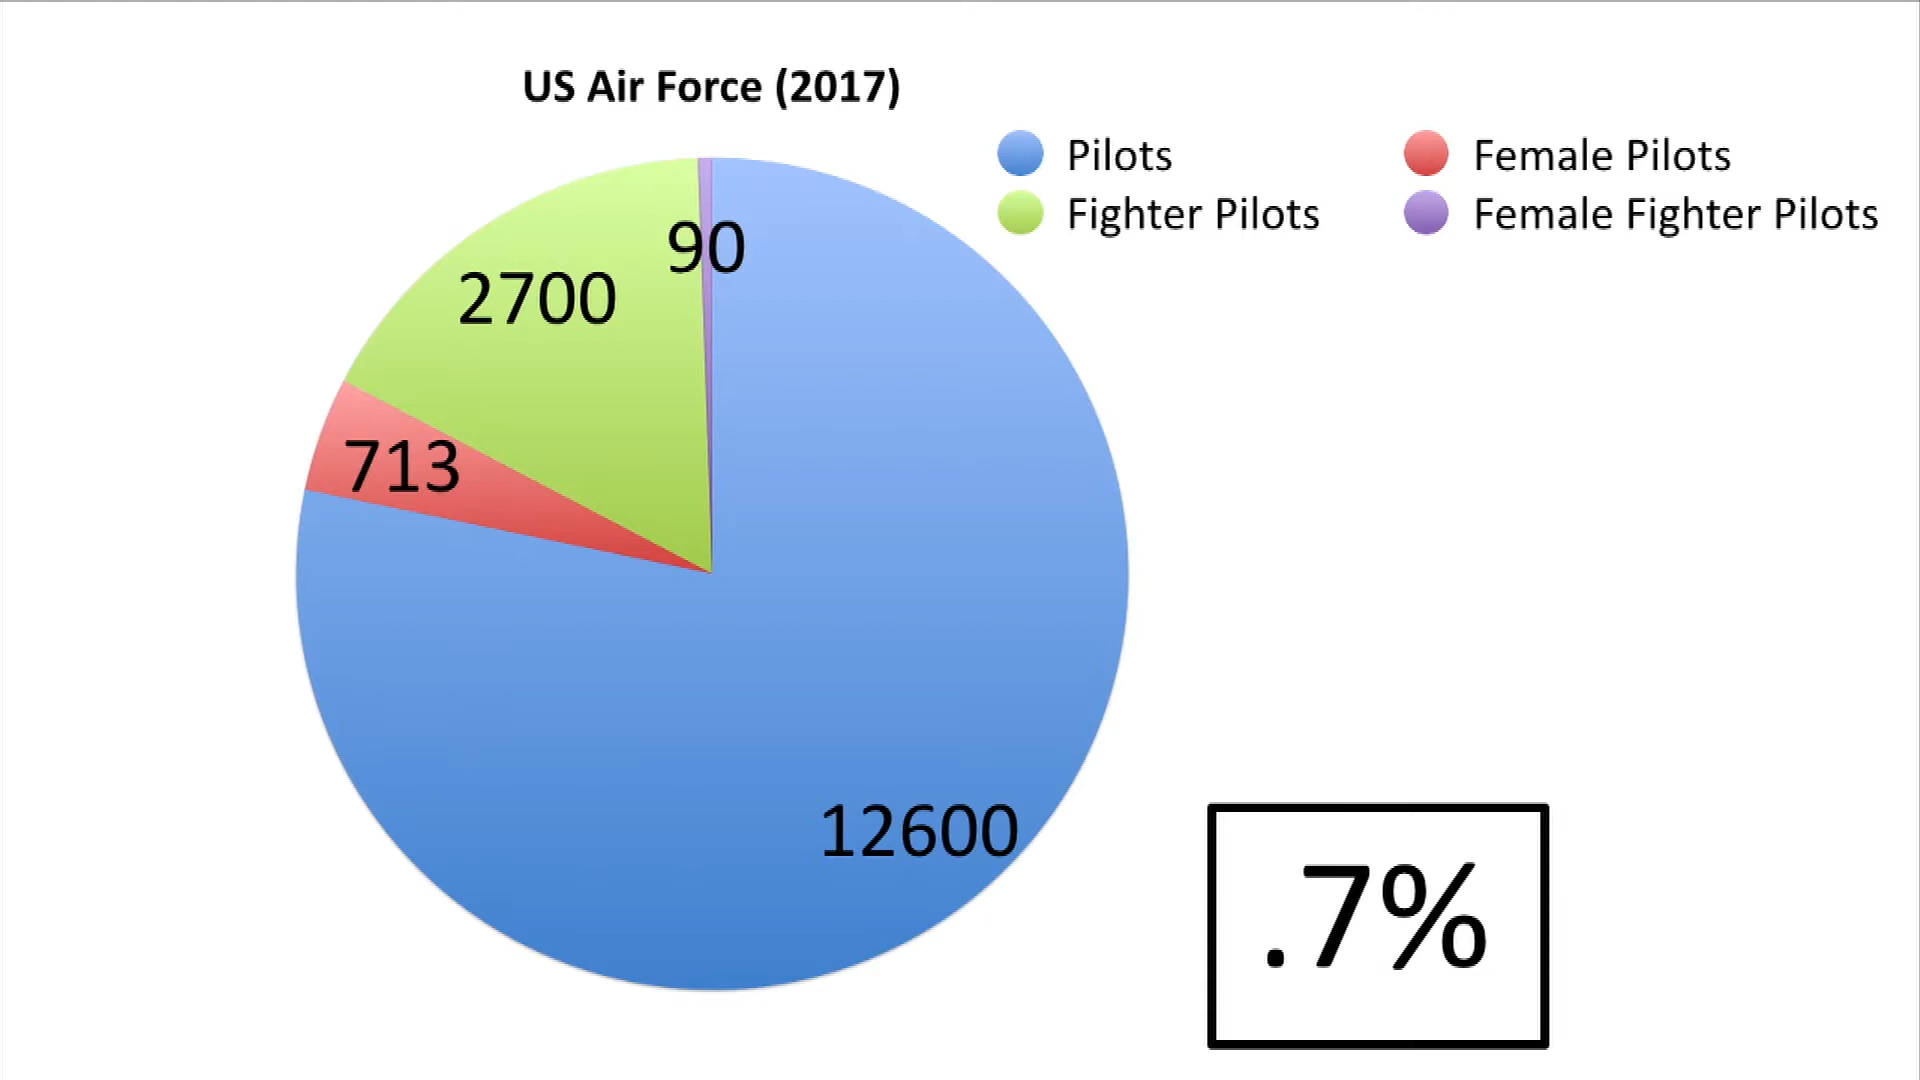 US Air Force (2017)
Pilots
Female Pilots
Fighter Pilots
Female Fighter Pilots
90
2700
713
12600
.7%